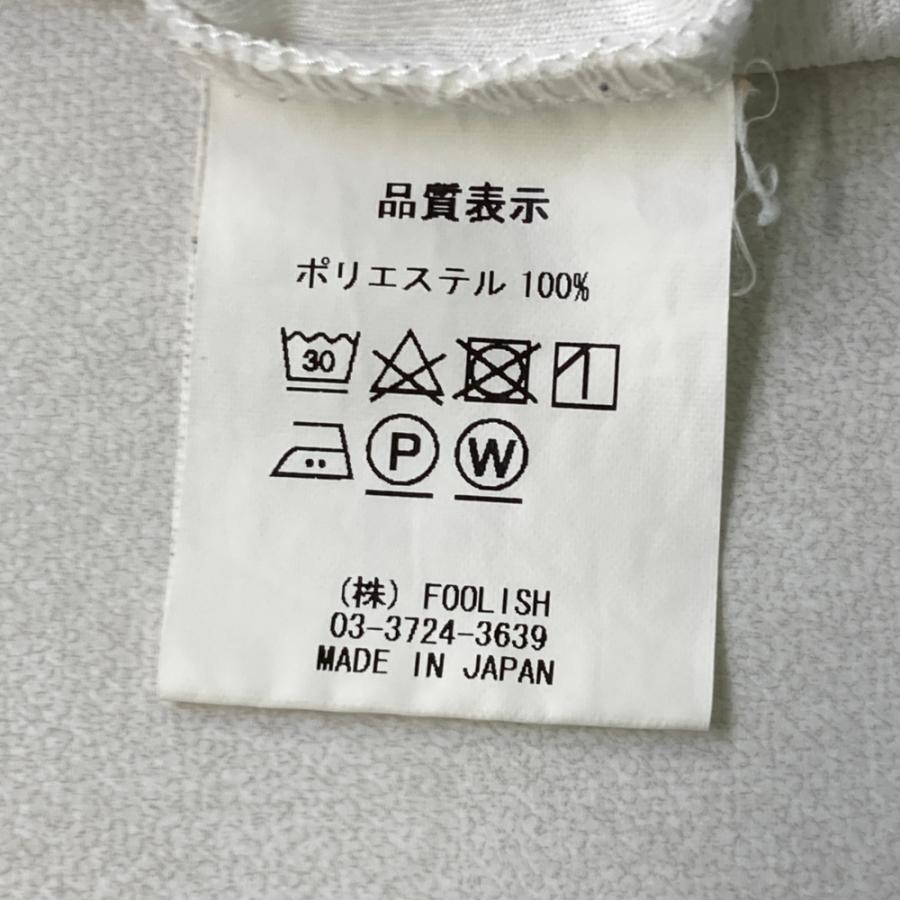 品質表示
ポリエステル 100%
30
P W
(株) FOOLISH
03-3724-3639
MADE IN JAPAN